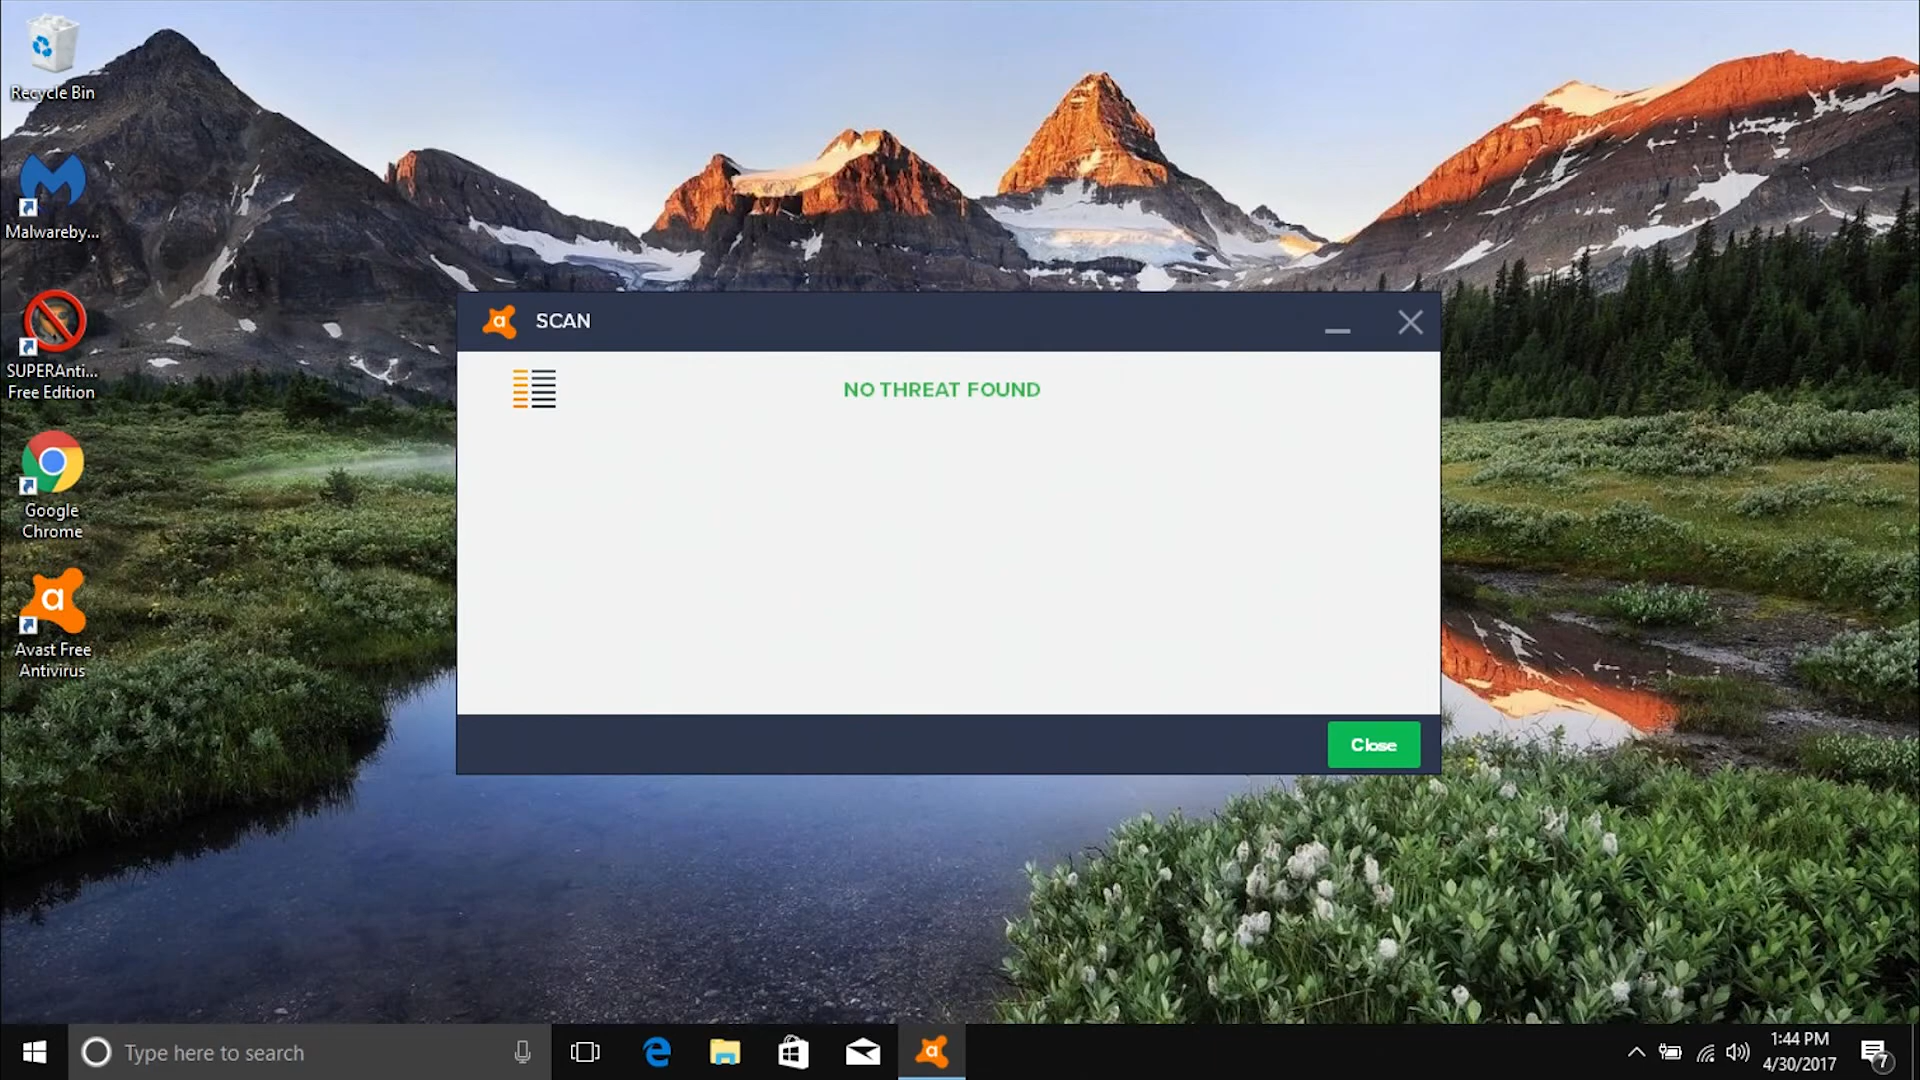 Recycle Bin
Malwareby...
SUPERAnti...
Free Edition
Google
Chrome
a
Avast Free
Antivirus
a SCAN
NO THREAT FOUND
Close
Type here to search
a
1:44 PM
4/30/2017
7